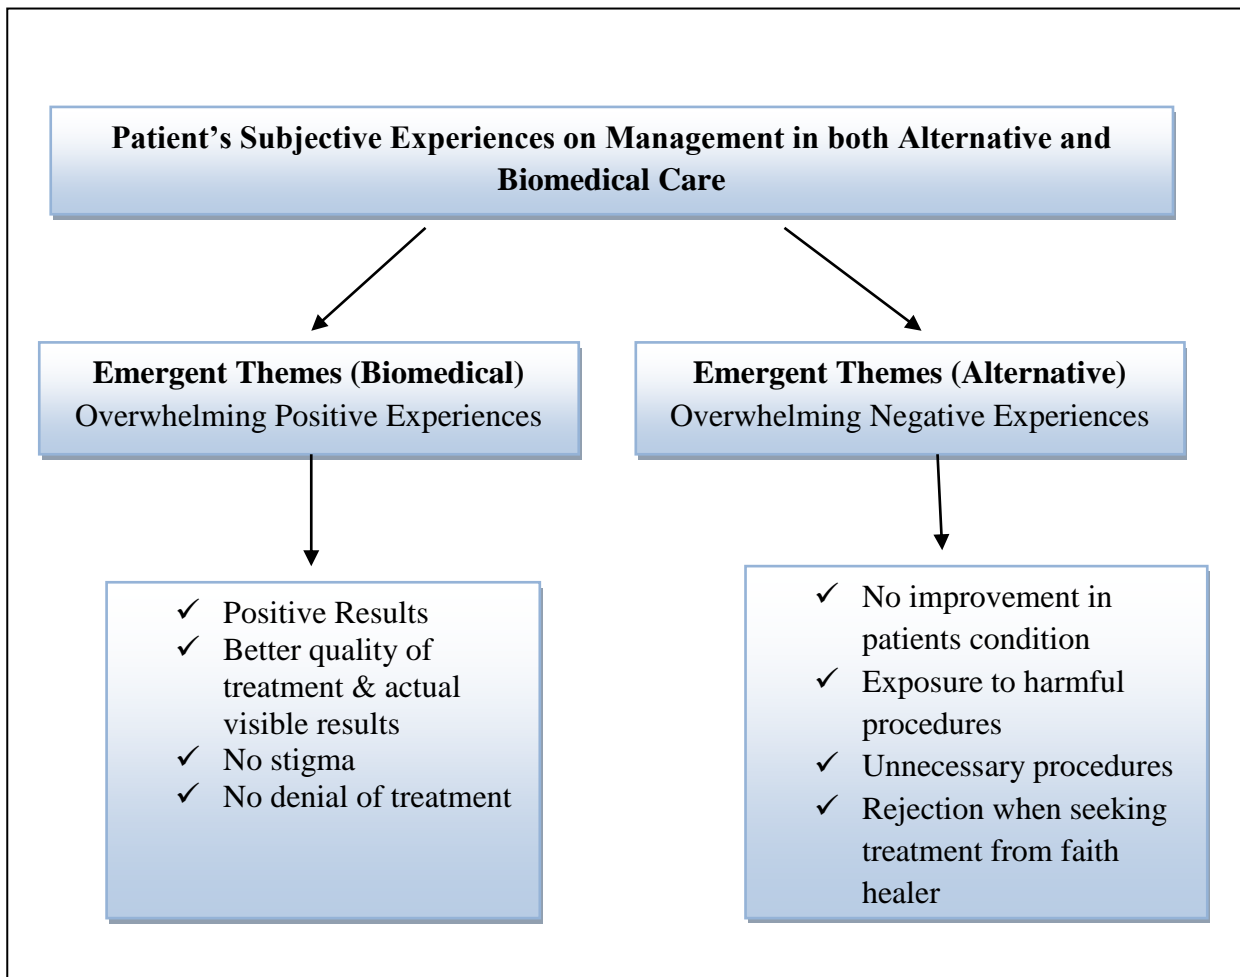 Patient’s Subjective Experiences on Management in both Alternative and
Biomedical Care
Emergent Themes (Biomedical)
Overwhelming Positive Experiences
Emergent Themes (Alternative)
Overwhelming Negative Experiences
✓ Positive Results
✓ Better quality of
treatment & actual
visible results
✓ No stigma
✓ No denial of treatment
✓ No improvement in
patients condition
✓ Exposure to harmful
procedures
✓ Unnecessary procedures
✓ Rejection when seeking
treatment from faith
healer